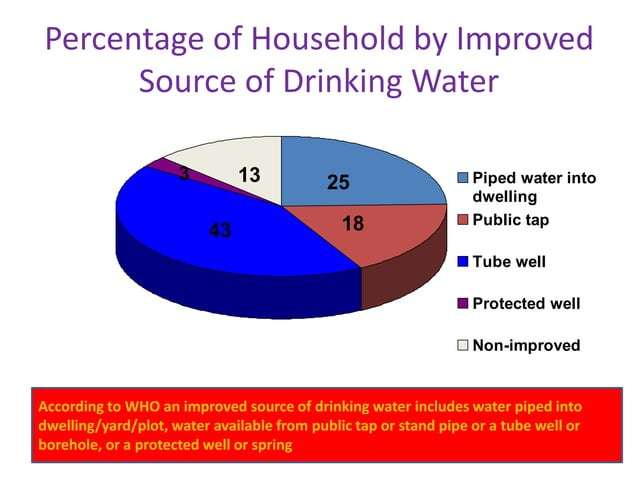 Percentage of Household by Improved
Source of Drinking Water
3
13
25
43
18
Piped water into
dwelling
Public tap
Tube well
Protected well
Non-improved
According to WHO an improved source of drinking water includes water piped into
dwelling/yard/plot, water available from public tap or stand pipe or a tube well or
borehole, or a protected well or spring